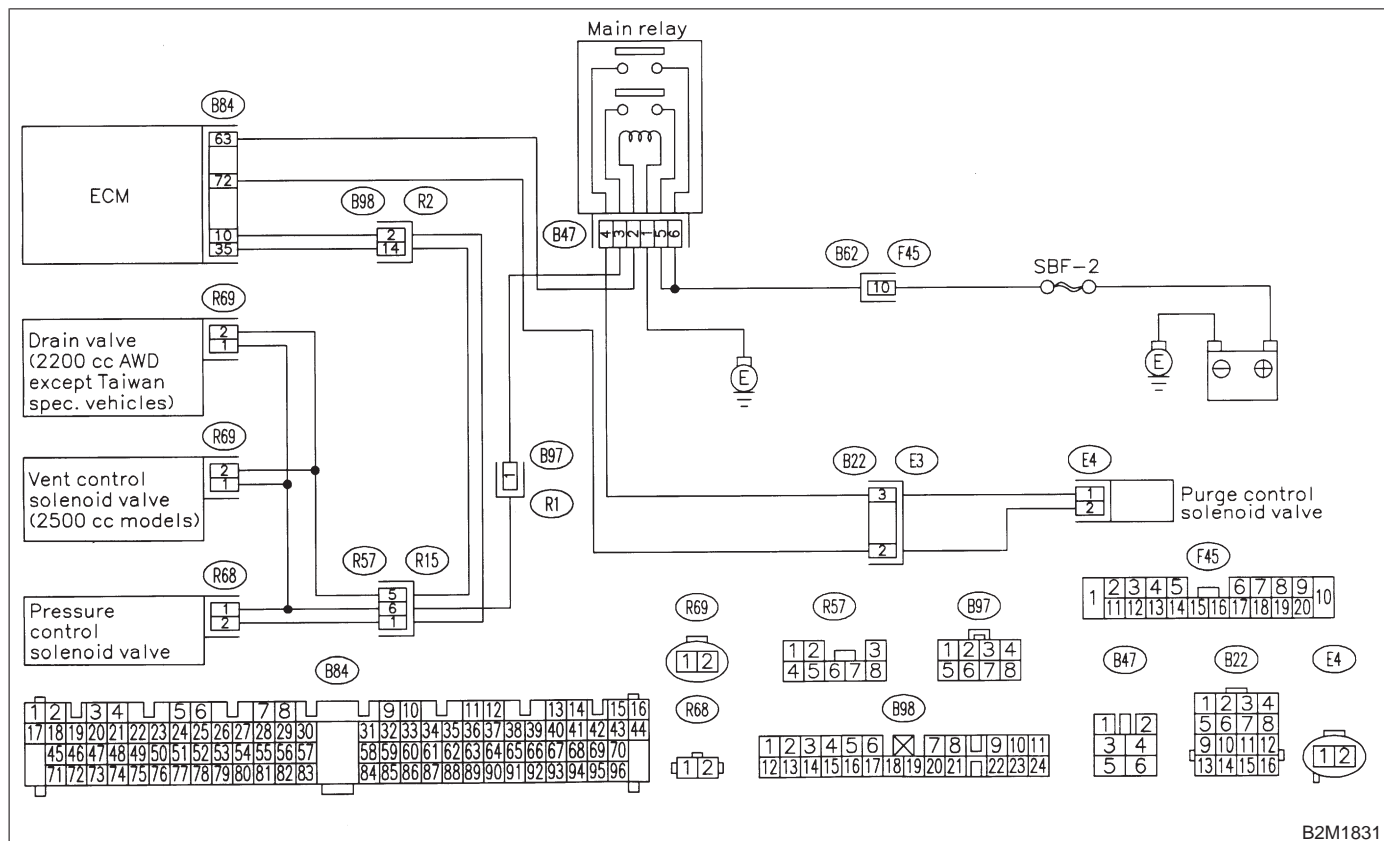 Main relay
B84
63
72
10
35
ECM
B98 R2
2
14
B47
4 3 2 1 5 6
B62 F45
10
SBF-2
E
E
R69
2
1
Drain valve
(2200 cc AWD
except Taiwan
spec. vehicles)
R69
2
1
Vent control
solenoid valve
(2500 cc models)
B97
1
R1
B22 E3
3
2
E4
1
2
Purge control
solenoid valve
R57 R15
5
6
1
R68
1
2
Pressure
control
solenoid valve
F45
1 2 3 4 5 6 7 8 9 10
11 12 13 14 15 16 17 18 19 20
R69
1 2
R57
1 2 3
4 5 6 7 8
B97
1 2 3 4
5 6 7 8
B47
1 2
3 4
5 6
B22
1 2 3 4
5 6 7 8
9 10 11 12
13 14 15 16
E4
1 2
B84
1 2 3 4 5 6 7 8 9 10 11 12 13 14 15 16
17 18 19 20 21 22 23 24 25 26 27 28 29 30 31 32 33 34 35 36 37 38 39 40 41 42 43 44
45 46 47 48 49 50 51 52 53 54 55 56 57 58 59 60 61 62 63 64 65 66 67 68 69 70
71 72 73 74 75 76 77 78 79 80 81 82 83 84 85 86 87 88 89 90 91 92 93 94 95 96
R68
1 2
B98
1 2 3 4 5 6 7 8 9 10 11
12 13 14 15 16 17 18 19 20 21 22 23 24
B2M1831